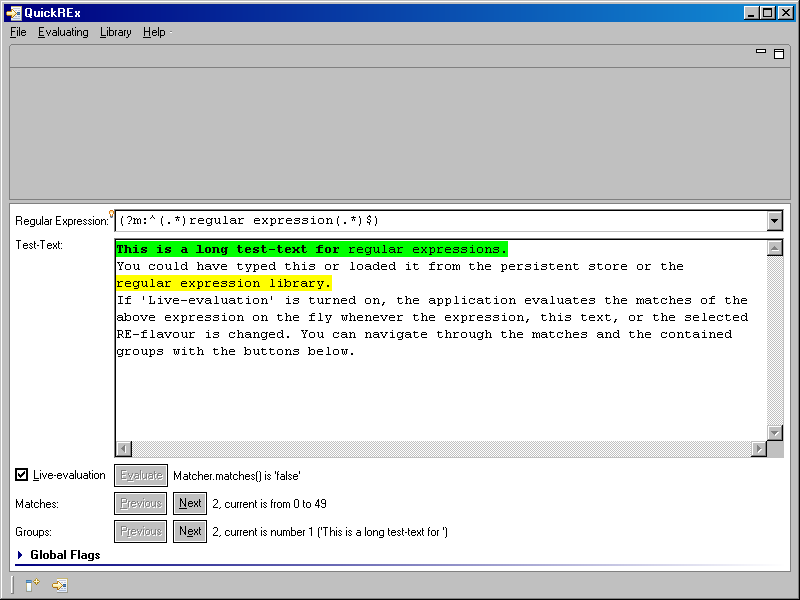 QuickREx
File Evaluating Library Help
Regular Expression: (?m:^(.*)regular expression(.*)$)
Test-Text:
This is a long test-text for regular expressions.
You could have typed this or loaded it from the persistent store or the
regular expression library.
If 'Live-evaluation' is turned on, the application evaluates the matches of the
above expression on the fly whenever the expression, this text, or the selected
RE-flavour is changed. You can navigate through the matches and the contained
groups with the buttons below.
Live-evaluation Evaluate Matcher.matches() is 'false'
Matches: Previous Next 2, current is from 0 to 49
Groups: Previous Next 2, current is number 1 ('This is a long test-text for ')
Global Flags